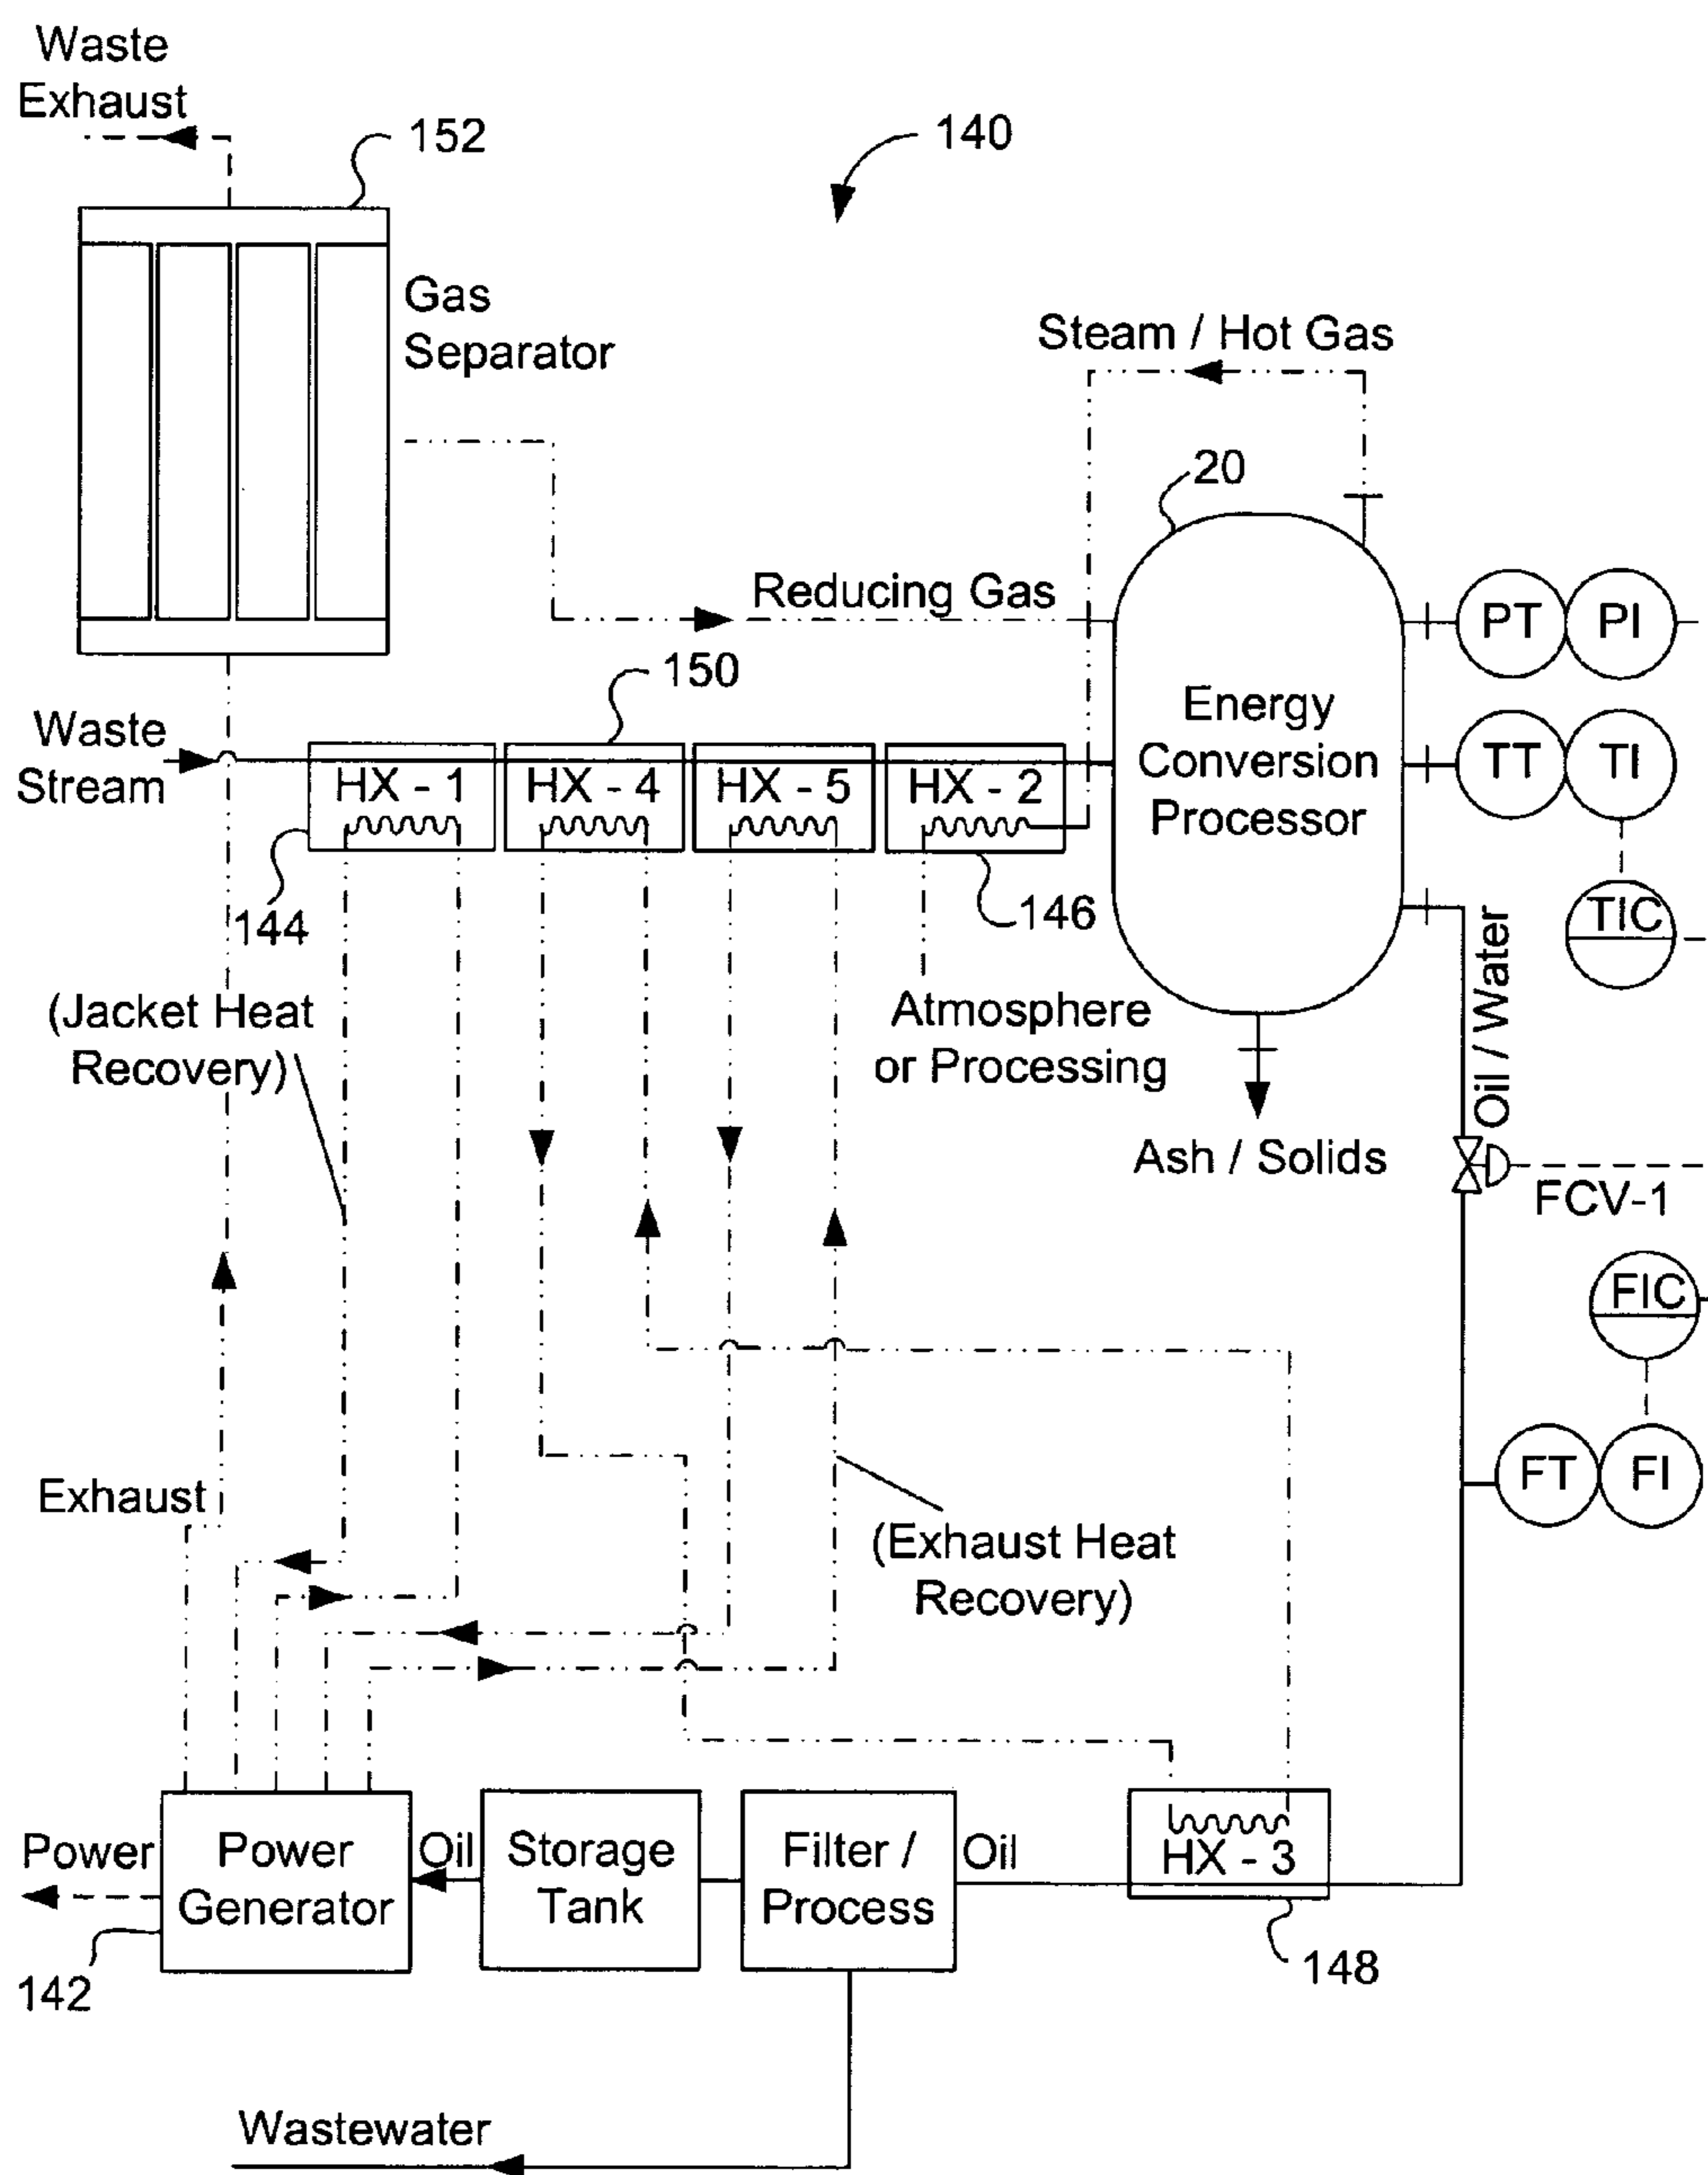 Waste
Exhaust
152
140
Gas
Separator
Steam / Hot Gas
20
Reducing Gas
PT
PI
150
Waste
Stream
HX - 1
HX - 4
HX - 5
HX - 2
Energy
Conversion
Processor
TT
TI
144
146
TIC
(Jacket Heat
Recovery)
Atmosphere
or Processing
Oil / Water
Ash / Solids
FCV-1
FIC
Exhaust
FT
FI
(Exhaust Heat
Recovery)
Power
Power
Generator
Oil
Storage
Tank
Filter /
Process
Oil
HX - 3
142
148
Wastewater